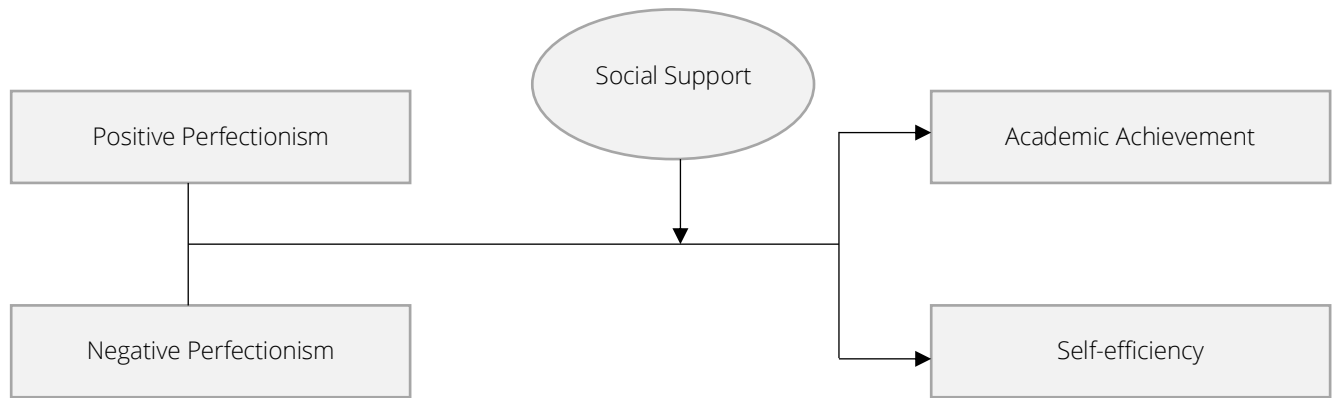 Social Support
Positive Perfectionism
Academic Achievement
Negative Perfectionism
Self-efficiency